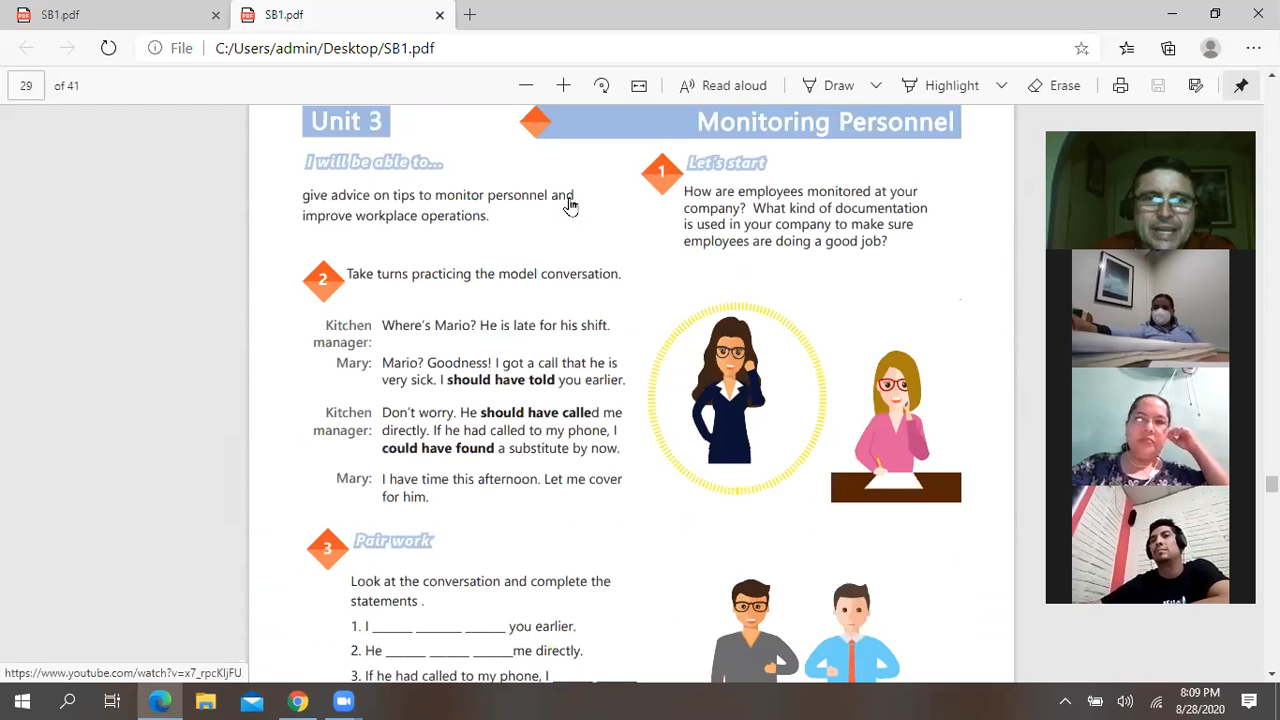 SB1.pdf
SB1.pdf
File C:/Users/admin/Desktop/SB1.pdf
29 of 41
Read aloud Draw Highlight Erase
Unit 3 Monitoring Personnel
I will be able to...
give advice on tips to monitor personnel and
improve workplace operations.
1 Let's start
How are employees monitored at your
company? What kind of documentation
is used in your company to make sure
employees are doing a good job?
2 Take turns practicing the model conversation.
Kitchen manager: Where's Mario? He is late for his shift.
Mary: Mario? Goodness! I got a call that he is
very sick. I should have told you earlier.
Kitchen manager: Don't worry. He should have called me
directly. If he had called to my phone, I
could have found a substitute by now.
Mary: I have time this afternoon. Let me cover
for him.
3 Pair work
Look at the conversation and complete the
statements .
1. I ______ _______ ______ you earlier.
2. He ______ ______ ______me directly.
3. If he had called to my phone, I ______ ______
https://www.youtube.com/watch?v=x7_rpcKIjFU
8:09 PM
8/28/2020